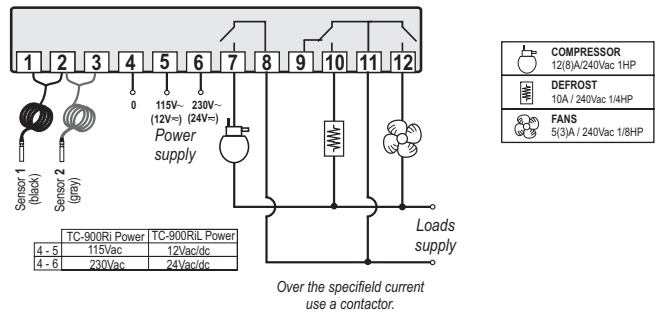 1 2 3 4 5 6 7 8 9 10 11 12
0 115V~ 230V~
(12V≂) (24V≂)
Power
supply
Sensor 1
(black)
Sensor 2
(gray)
Loads
supply
TC-900Ri Power TC-900RiL Power
4 - 5 115Vac 12Vac/dc
4 - 6 230Vac 24Vac/dc
Over the specifield current
use a contactor.
COMPRESSOR
12(8)A/240Vac 1HP
DEFROST
10A / 240Vac 1/4HP
FANS
5(3)A / 240Vac 1/8HP